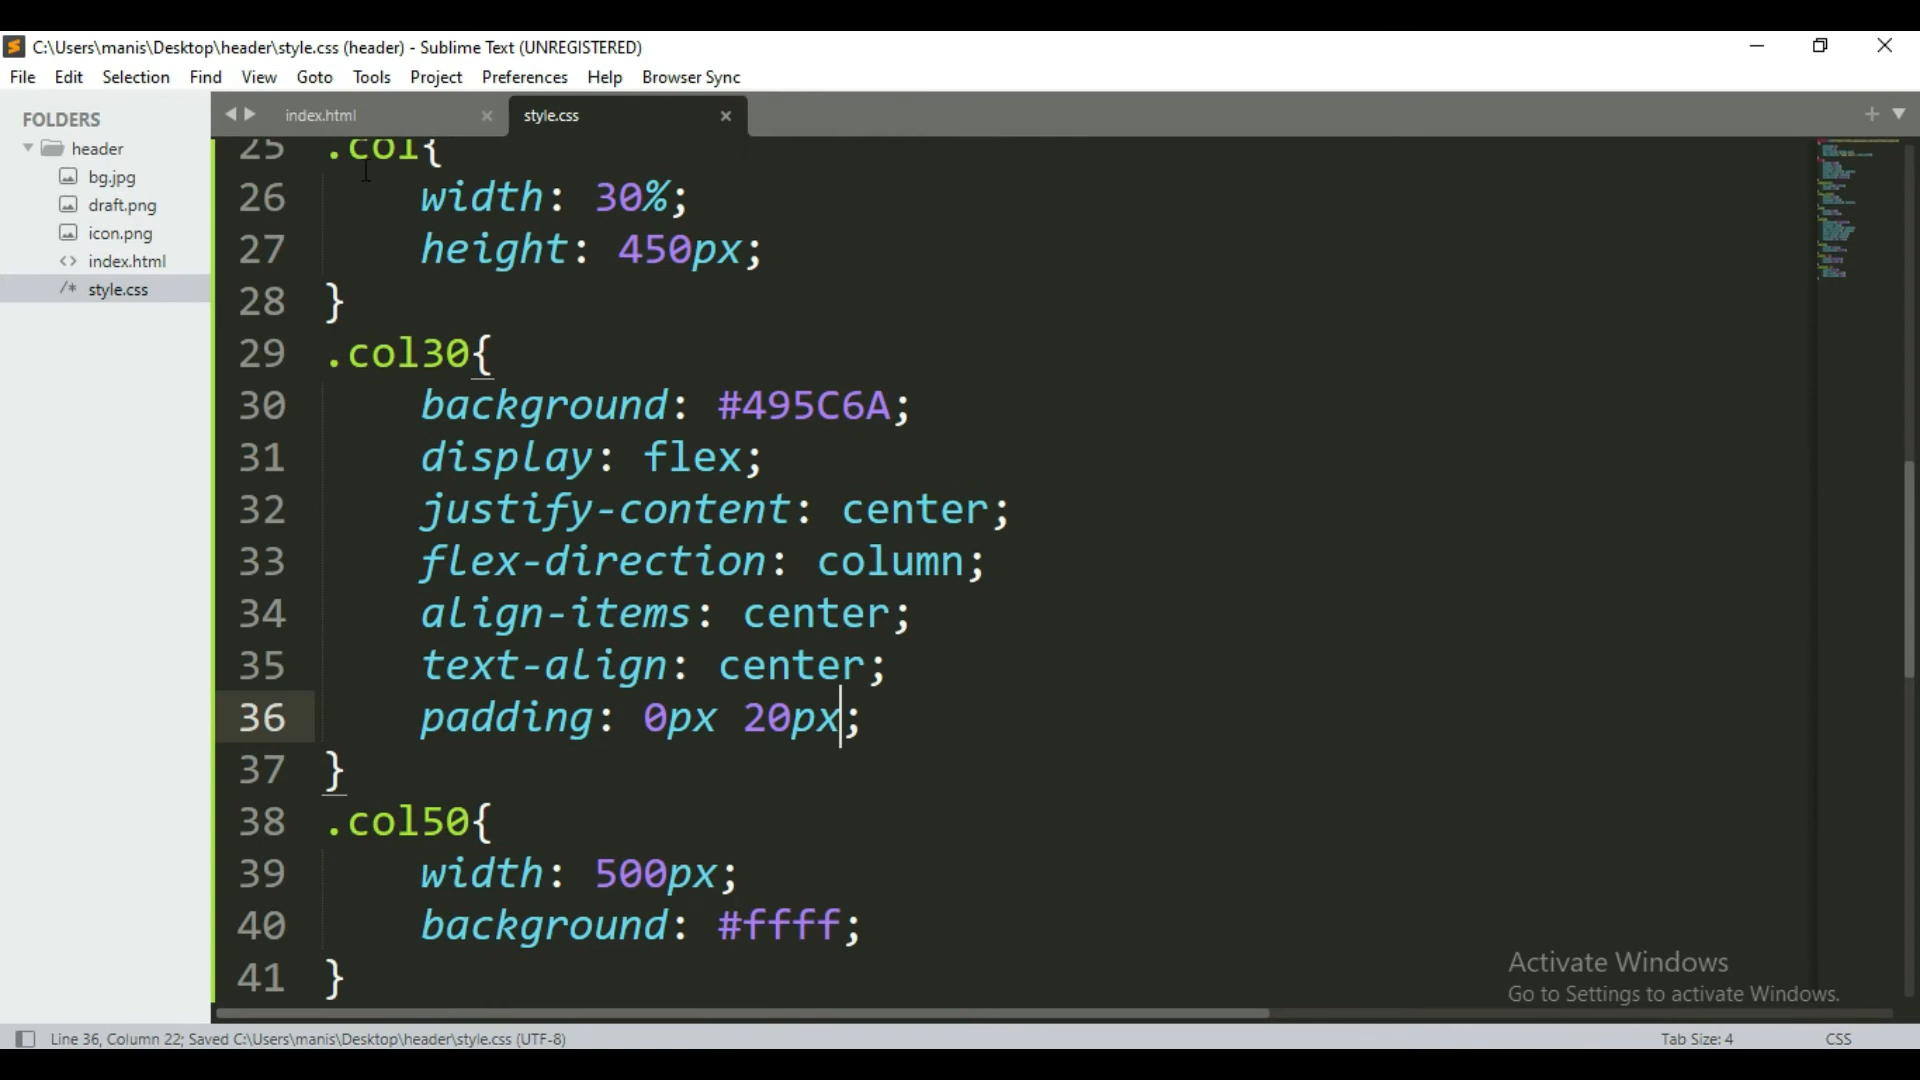 C:\Users\manis\Desktop\header\style.css (header) - Sublime Text (UNREGISTERED)
File Edit Selection Find View Goto Tools Project Preferences Help Browser Sync
FOLDERS
header
bg.jpg
draft.png
icon.png
<> index.html
/* style.css
index.html
style.css
25 .col{
26 width: 30%;
27 height: 450px;
28 }
29 .col30{
30 background: #495C6A;
31 display: flex;
32 justify-content: center;
33 flex-direction: column;
34 align-items: center;
35 text-align: center;
36 padding: 0px 20px;
37 }
38 .col50{
39 width: 500px;
40 background: #ffff;
41 }
Activate Windows
Go to Settings to activate Windows.
Line 36, Column 22; Saved C:\Users\manis\Desktop\header\style.css (UTF-8)
Tab Size: 4
CSS